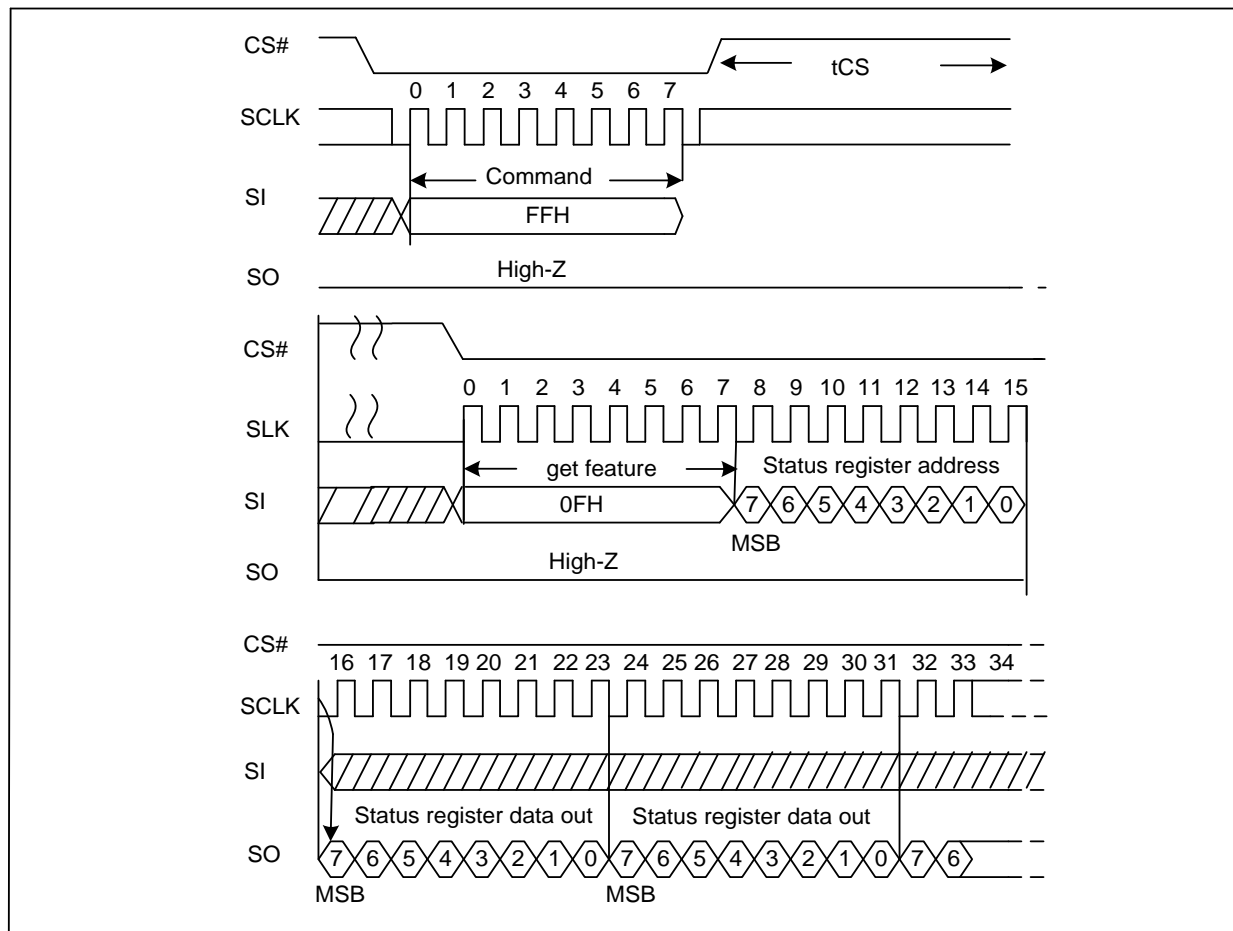 CS#
tCS
0 1 2 3 4 5 6 7
SCLK
Command
SI
FFH
High-Z
SO
CS#
0 1 2 3 4 5 6 7 8 9 10 11 12 13 14 15
SLK
get feature Status register address
SI
0FH 7 6 5 4 3 2 1 0
MSB
High-Z
SO
CS#
16 17 18 19 20 21 22 23 24 25 26 27 28 29 30 31 32 33 34
SCLK
SI
Status register data out Status register data out
SO
7 6 5 4 3 2 1 0 7 6 5 4 3 2 1 0 7 6
MSB MSB